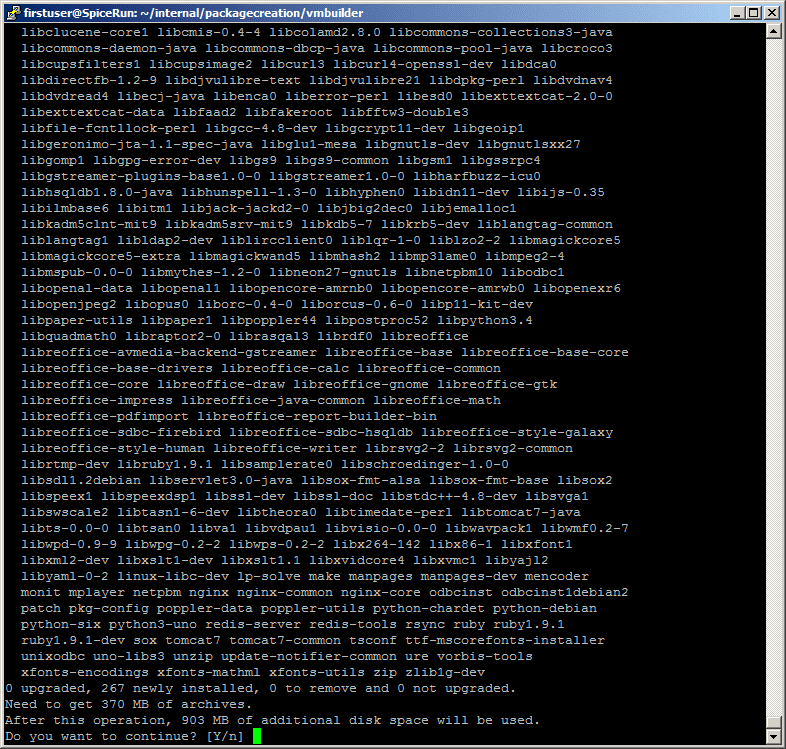 firstuser@SpiceRun: ~/internal/packagecreation/vmbuilder
libclucene-core1 libcmis-0.4-4 libcolamd2.8.0 libcommons-collections3-java
libcommons-daemon-java libcommons-dbcp-java libcommons-pool-java libcroco3
libcupsfilters1 libcupsimage2 libcurl3 libcurl4-openssl-dev libdca0
libdirectfb-1.2-9 libdjvulibre-text libdjvulibre21 libdpkg-perl libdvdnav4
libdvdread4 libecj-java libenca0 liberror-perl libesd0 libexttextcat-2.0-0
libexttextcat-data libfaad2 libfakeroot libfftw3-double3
libfile-fcntllock-perl libgcc-4.8-dev libgcrypt11-dev libgeoip1
libgeronimo-jta-1.1-spec-java libglu1-mesa libgnutls-dev libgnutlsxx27
libgomp1 libgpg-error-dev libgs9 libgs9-common libgsm1 libgssrpc4
libgstreamer-plugins-base1.0-0 libgstreamer1.0-0 libharfbuzz-icu0
libhsqldb1.8.0-java libhunspell-1.3-0 libhyphen0 libidn11-dev libijs-0.35
libilmbase6 libitm1 libjack-jackd2-0 libjbig2dec0 libjemalloc1
libkadm5clnt-mit9 libkadm5srv-mit9 libkdb5-7 libkrb5-dev liblangtag-common
liblangtag1 libldap2-dev liblircclient0 liblqr-1-0 liblzo2-2 libmagickcore5
libmagickcore5-extra libmagickwand5 libmhash2 libmp3lame0 libmpeg2-4
libmspub-0.0-0 libmythes-1.2-0 libneon27-gnutls libnetpbm10 libodbc1
libopenal-data libopenal1 libopencore-amrnb0 libopencore-amrwb0 libopenexr6
libopenjpeg2 libopus0 liborc-0.4-0 liborcus-0.6-0 libp11-kit-dev
libpaper-utils libpaper1 libpoppler44 libpostproc52 libpython3.4
libquadmath0 libraptor2-0 librasqal3 librdf0 libreoffice
libreoffice-avmedia-backend-gstreamer libreoffice-base libreoffice-base-core
libreoffice-base-drivers libreoffice-calc libreoffice-common
libreoffice-core libreoffice-draw libreoffice-gnome libreoffice-gtk
libreoffice-impress libreoffice-java-common libreoffice-math
libreoffice-pdfimport libreoffice-report-builder-bin
libreoffice-sdbc-firebird libreoffice-sdbc-hsqldb libreoffice-style-galaxy
libreoffice-style-human libreoffice-writer librsvg2-2 librsvg2-common
librtmp-dev libruby1.9.1 libsamplerate0 libschroedinger-1.0-0
libsdl1.2debian libservlet3.0-java libsox-fmt-alsa libsox-fmt-base libsox2
libspeex1 libspeexdsp1 libssl-dev libssl-doc libstdc++-4.8-dev libsvga1
libswscale2 libtasn1-6-dev libtheora0 libtimedate-perl libtomcat7-java
libts-0.0-0 libtsan0 libva1 libvdpau1 libvisio-0.0-0 libwavpack1 libwmf0.2-7
libwpd-0.9-9 libwpg-0.2-2 libwps-0.2-2 libx264-142 libx86-1 libxfont1
libxml2-dev libxslt1-dev libxslt1.1 libxvidcore4 libxvmc1 libyajl2
libyaml-0-2 linux-libc-dev lp-solve make manpages manpages-dev mencoder
monit mplayer netpbm nginx nginx-common nginx-core odbcinst odbcinst1debian2
patch pkg-config poppler-data poppler-utils python-chardet python-debian
python-six python3-uno redis-server redis-tools rsync ruby ruby1.9.1
ruby1.9.1-dev sox tomcat7 tomcat7-common tsconf ttf-mscorefonts-installer
unixodbc uno-libs3 unzip update-notifier-common ure vorbis-tools
xfonts-encodings xfonts-mathml xfonts-utils zip zlib1g-dev
0 upgraded, 267 newly installed, 0 to remove and 0 not upgraded.
Need to get 370 MB of archives.
After this operation, 903 MB of additional disk space will be used.
Do you want to continue? [Y/n]